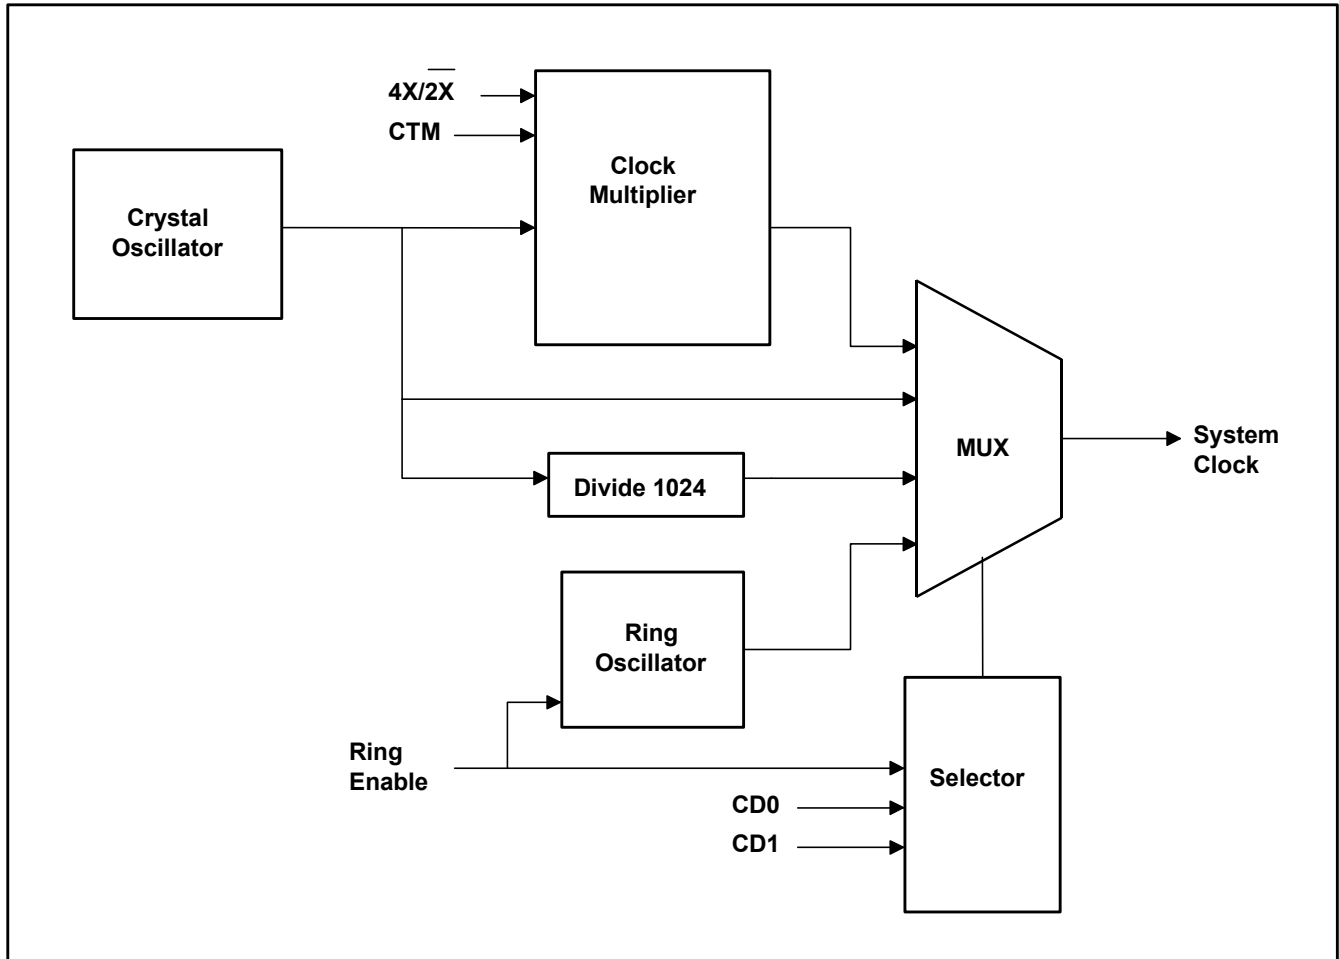 4X/2X
CTM
Clock
Multiplier
Crystal
Oscillator
MUX
System
Clock
Divide 1024
Ring
Oscillator
Ring
Enable
Selector
CD0
CD1